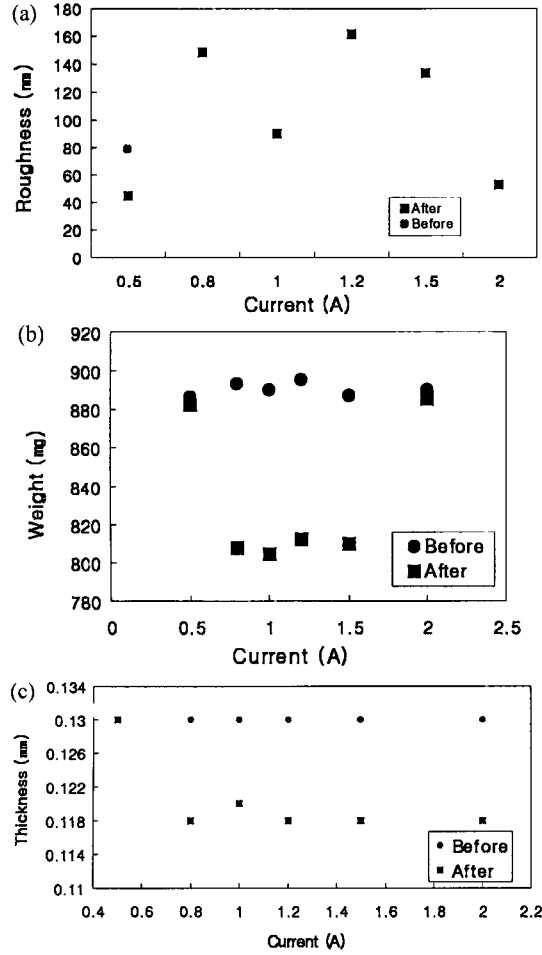 (a)
180
160
140
120
100
80
60
40
20
0
Roughness (nm)
After
Before
0.5 0.8 1 1.2 1.5 2
Current (A)
(b)
920
900
880
860
840
820
800
780
Weight (mg)
Before
After
0 0.5 1 1.5 2 2.5
Current (A)
(c)
0.134
0.13
0.126
0.122
0.118
0.114
0.11
Thickness (mm)
Before
After
0.4 0.6 0.8 1 1.2 1.4 1.6 1.8 2 2.2
Current (A)